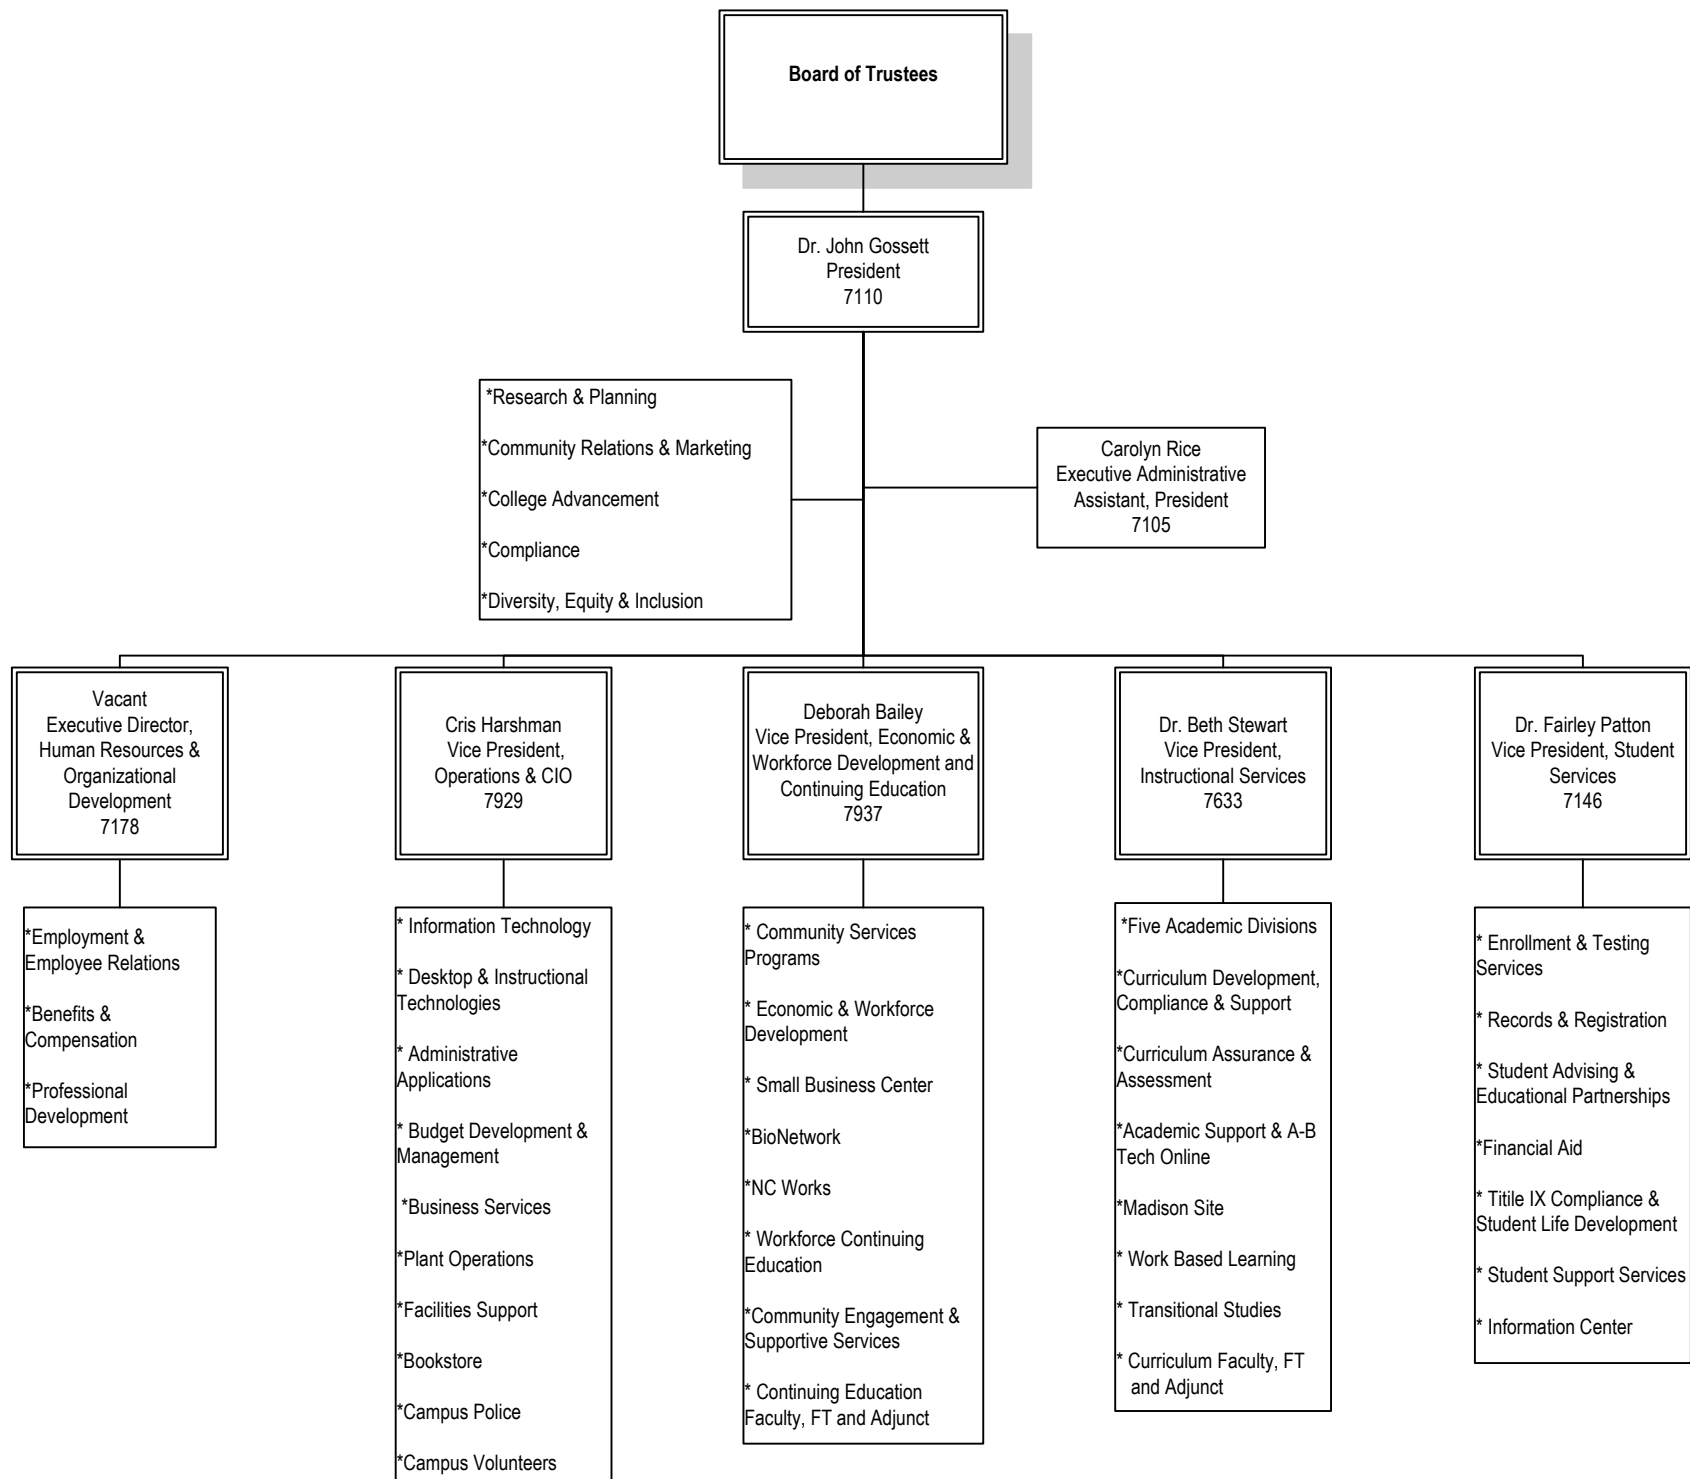 Board of Trustees
Dr. John Gossett
President
7110
*Research & Planning
*Community Relations & Marketing
*College Advancement
*Compliance
*Diversity, Equity & Inclusion
Carolyn Rice
Executive Administrative
Assistant, President
7105
Vacant
Executive Director,
Human Resources &
Organizational
Development
7178
Cris Harshman
Vice President,
Operations & CIO
7929
Deborah Bailey
Vice President, Economic &
Workforce Development and
Continuing Education
7937
Dr. Beth Stewart
Vice President,
Instructional Services
7633
Dr. Fairley Patton
Vice President, Student
Services
7146
*Employment &
Employee Relations
*Benefits &
Compensation
*Professional
Development
* Information Technology
* Desktop & Instructional
Technologies
* Administrative
Applications
* Budget Development &
Management
*Business Services
*Plant Operations
*Facilities Support
*Bookstore
*Campus Police
*Campus Volunteers
* Community Services
Programs
* Economic & Workforce
Development
* Small Business Center
*BioNetwork
*NC Works
* Workforce Continuing
Education
*Community Engagement &
Supportive Services
* Continuing Education
Faculty, FT and Adjunct
*Five Academic Divisions
*Curriculum Development,
Compliance & Support
*Curriculum Assurance &
Assessment
*Academic Support & A-B
Tech Online
*Madison Site
* Work Based Learning
* Transitional Studies
* Curriculum Faculty, FT
and Adjunct
* Enrollment & Testing
Services
* Records & Registration
* Student Advising &
Educational Partnerships
*Financial Aid
* Titile IX Compliance &
Student Life Development
* Student Support Services
* Information Center